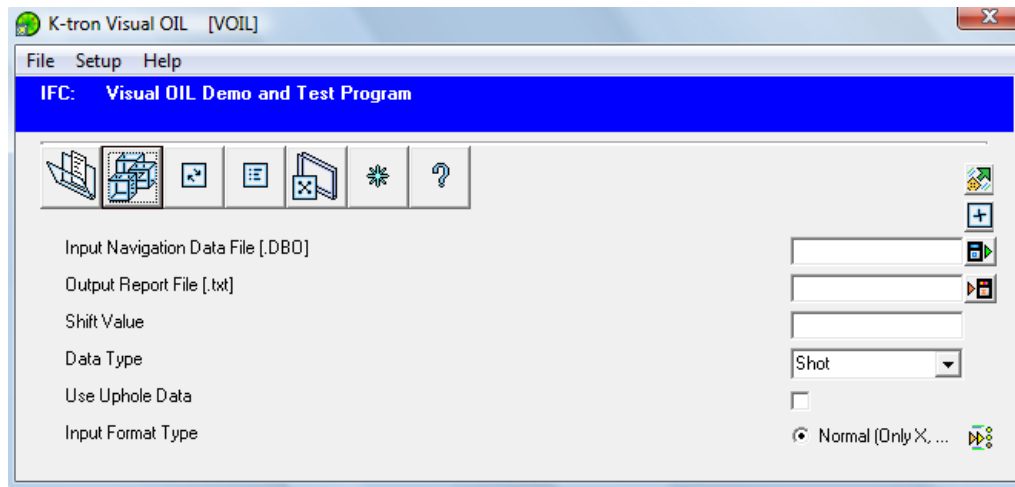 K-tron Visual OIL [VOIL]
File Setup Help
IFC: Visual OIL Demo and Test Program
Input Navigation Data File [.DBO]
Output Report File [.txt]
Shift Value
Data Type
Shot
Use Uphole Data
Input Format Type
Normal (Only X, ...